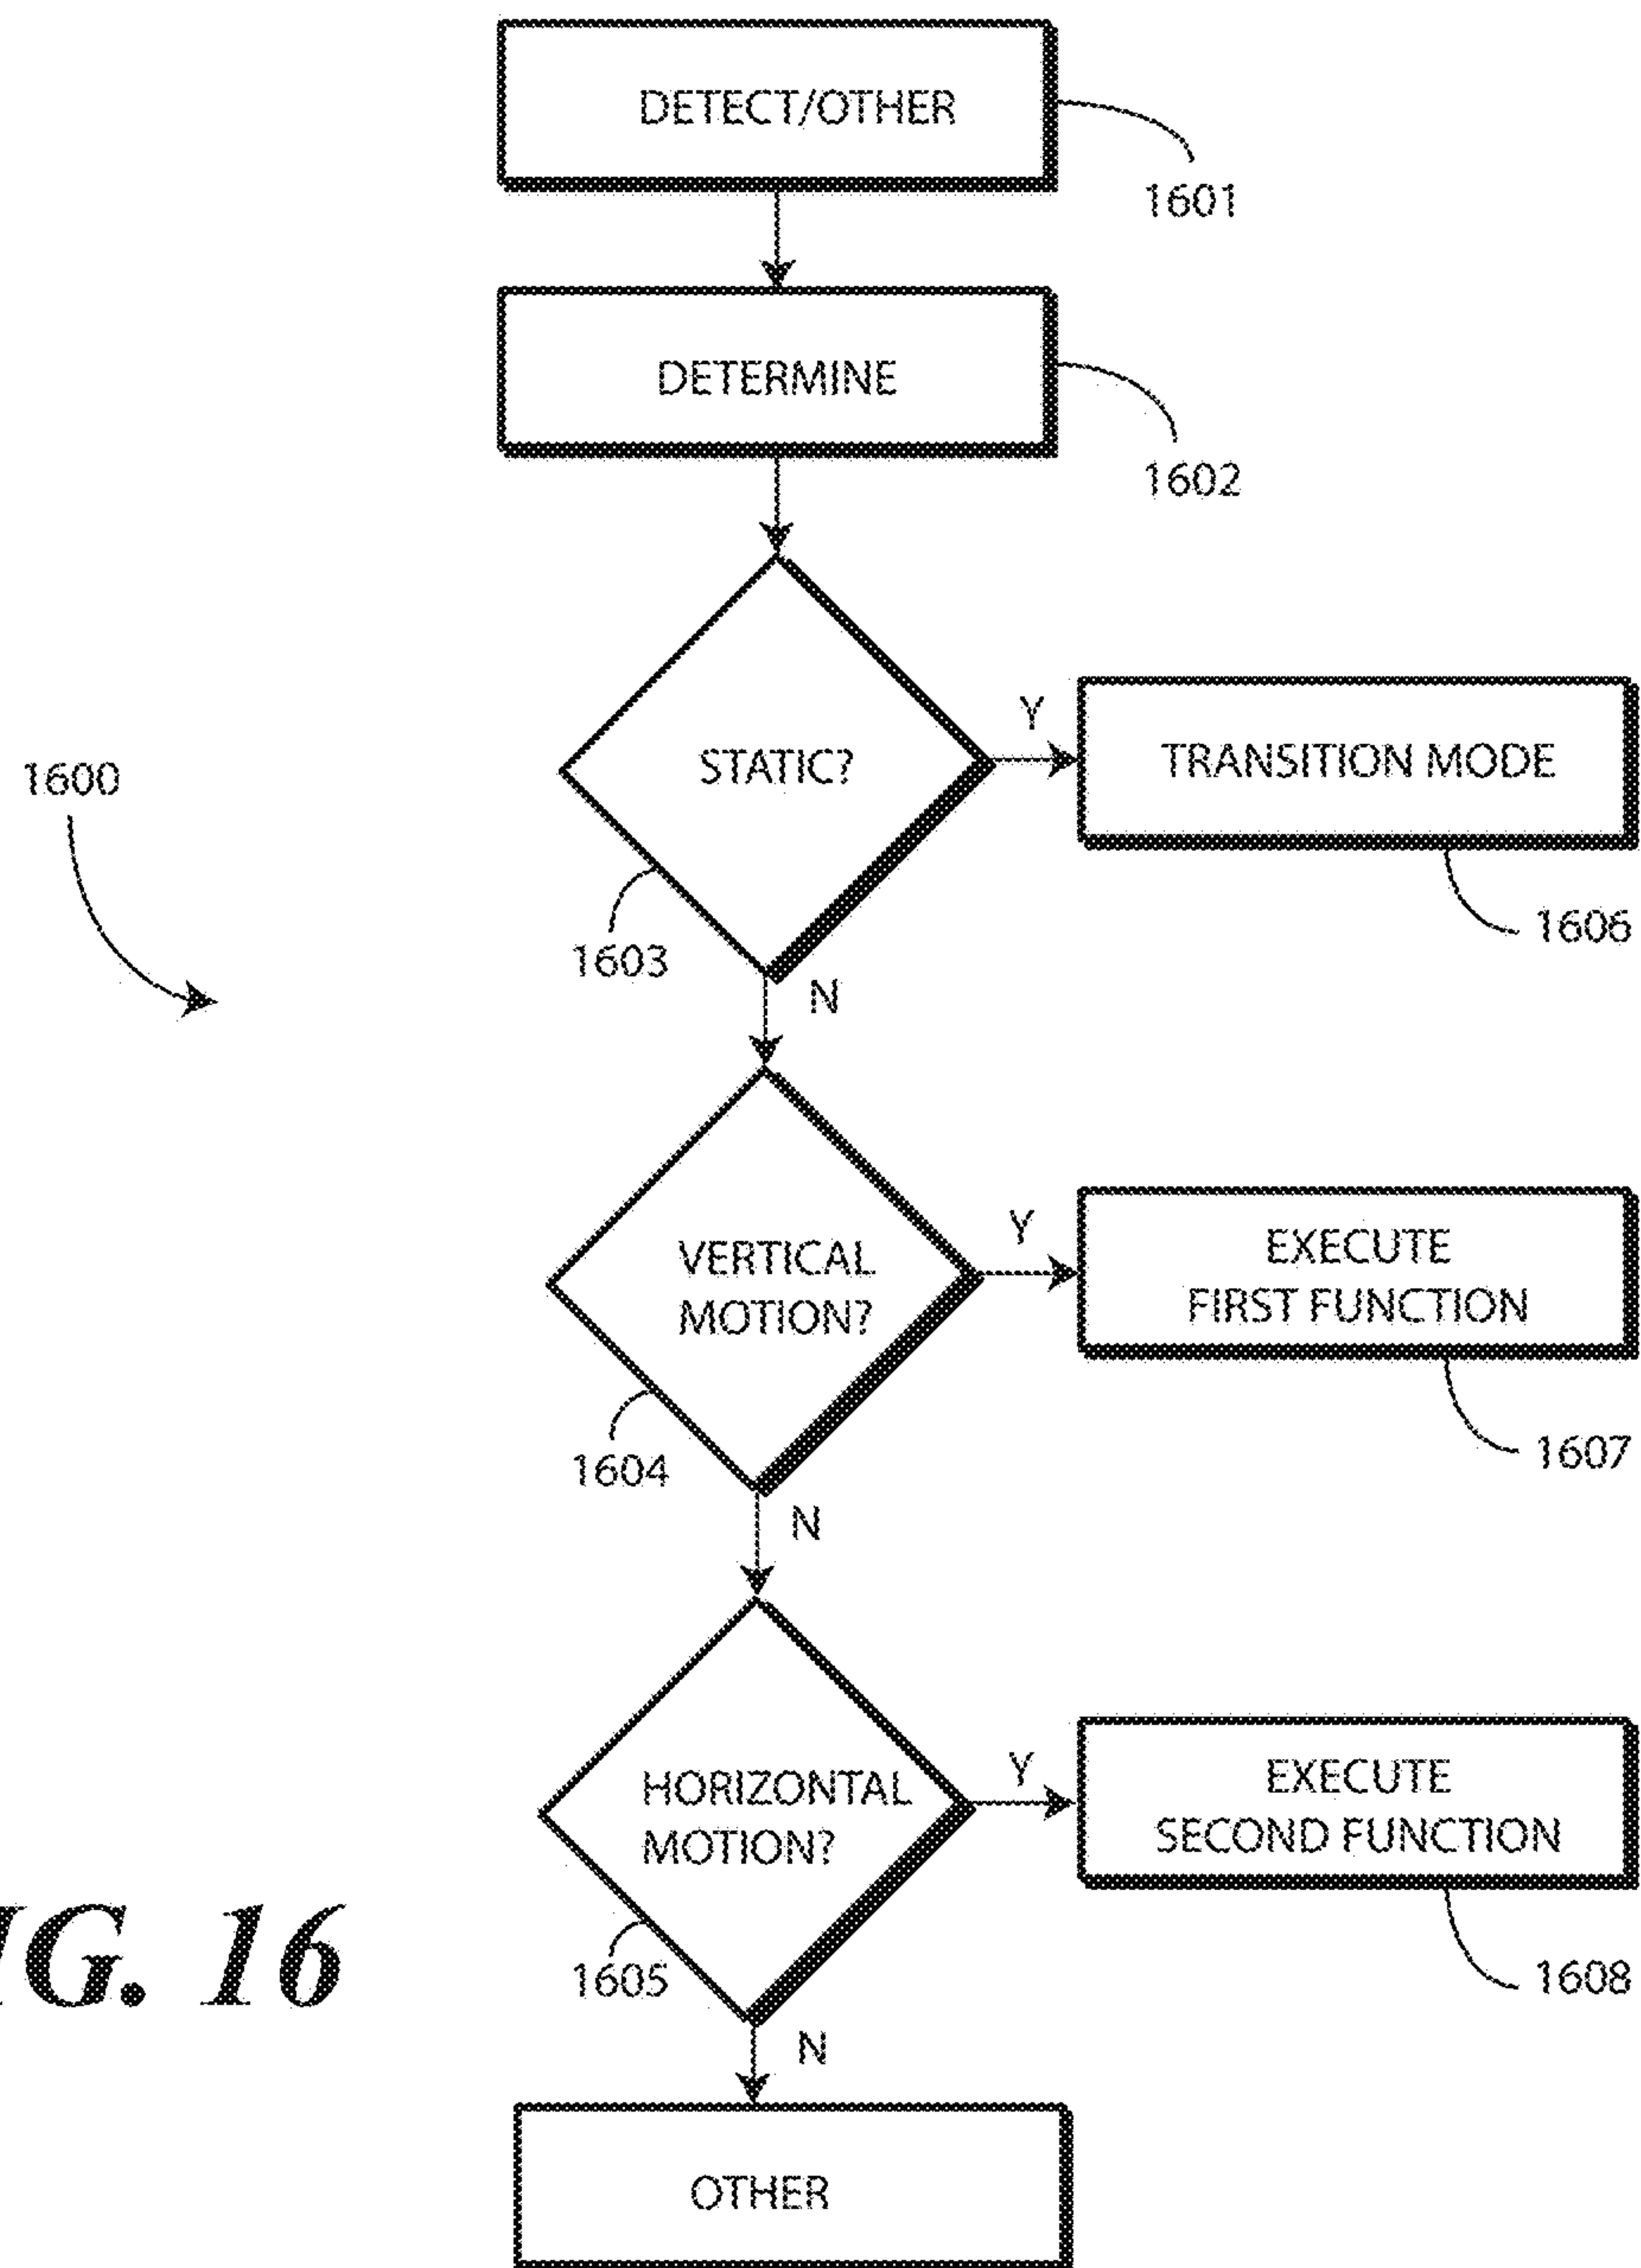 DETECT/OTHER
1601
DETERMINE
1602
STATIC?
Y
TRANSITION MODE
1600
1603
1606
N
VERTICAL
MOTION?
Y
EXECUTE
FIRST FUNCTION
1604
1607
N
HORIZONTAL
MOTION?
Y
EXECUTE
SECOND FUNCTION
1605
1608
N
OTHER
IG. 16